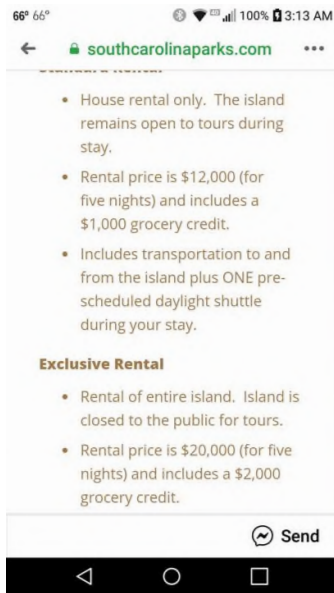 66° 66° 100% 3:13 AM
southcarolinaparks.com
Standard Rental
• House rental only. The island
remains open to tours during
stay.
• Rental price is $12,000 (for
five nights) and includes a
$1,000 grocery credit.
• Includes transportation to and
from the island plus ONE pre-
scheduled daylight shuttle
during your stay.
Exclusive Rental
• Rental of entire island. Island is
closed to the public for tours.
• Rental price is $20,000 (for five
nights) and includes a $2,000
grocery credit.
Send